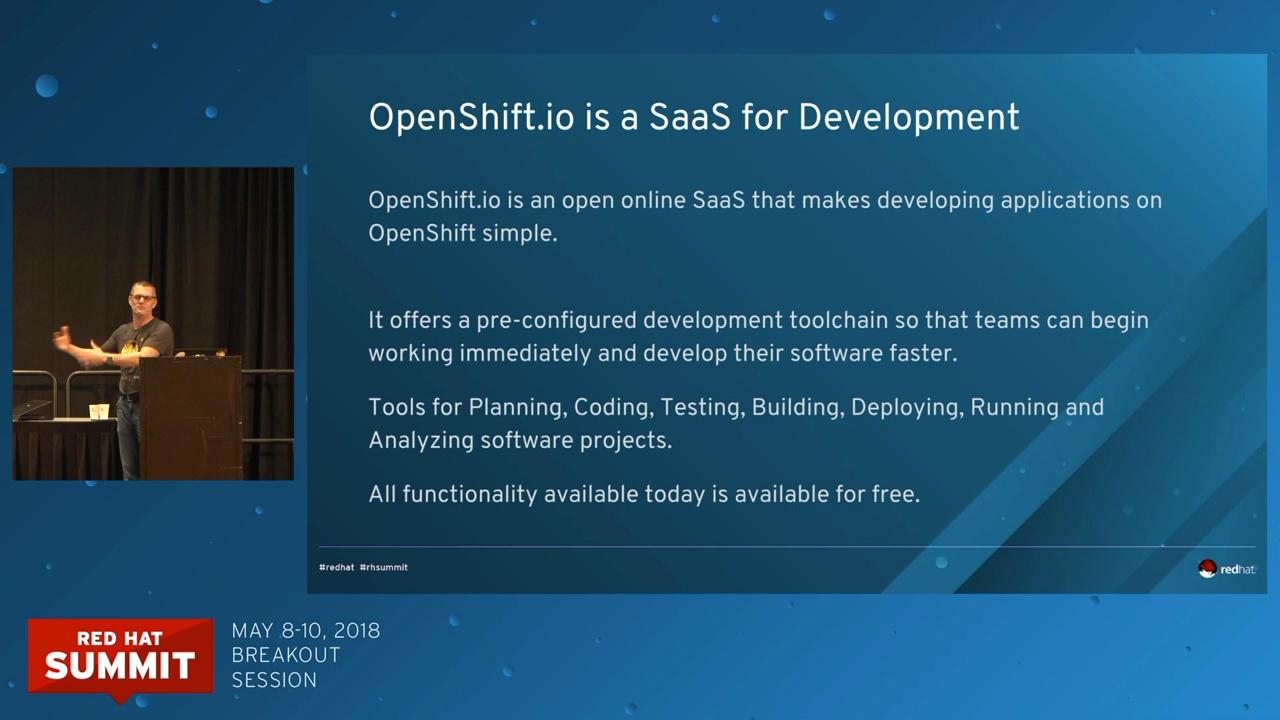 OpenShift.io is a SaaS for Development
OpenShift.io is an open online SaaS that makes developing applications on
OpenShift simple.
It offers a pre-configured development toolchain so that teams can begin
working immediately and develop their software faster.
Tools for Planning, Coding, Testing, Building, Deploying, Running and
Analyzing software projects.
All functionality available today is available for free.
#redhat #rhsummit
redhat.
RED HAT
SUMMIT
MAY 8-10, 2018
BREAKOUT
SESSION